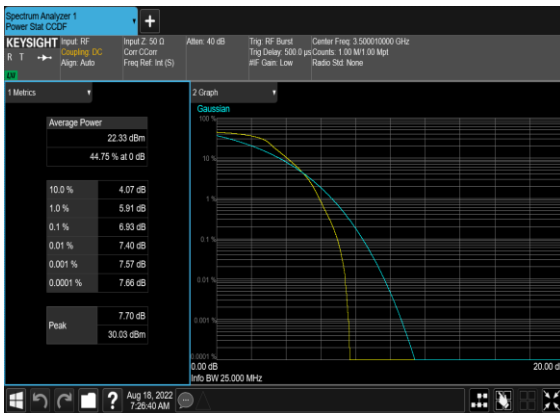 Spectrum Analyzer 1
Power Stat CCDF
KEYSIGHT
R T
LV
Input: RF
Coupling: DC
Align: Auto
Input Z: 50 Ω
Corr CCorr
Freq Ref: Int (S)
Atten: 40 dB
Trig: RF Burst
Trig Delay: 500.0 µs
#IF Gain: Low
Center Freq: 3.500010000 GHz
Counts: 1.00 M/1.00 Mpt
Radio Std: None
1 Metrics
Average Power
22.33 dBm
44.75 % at 0 dB
10.0 % 4.07 dB
1.0 % 5.91 dB
0.1 % 6.93 dB
0.01 % 7.40 dB
0.001 % 7.57 dB
0.0001 % 7.66 dB
Peak
7.70 dB
30.03 dBm
2 Graph
Gaussian
100 %
10 %
1 %
0.1 %
0.01 %
0.001 %
0.0001 %
0.00 dB
20.00 d
Info BW 25.000 MHz
?
Aug 18, 2022
7:26:40 AM